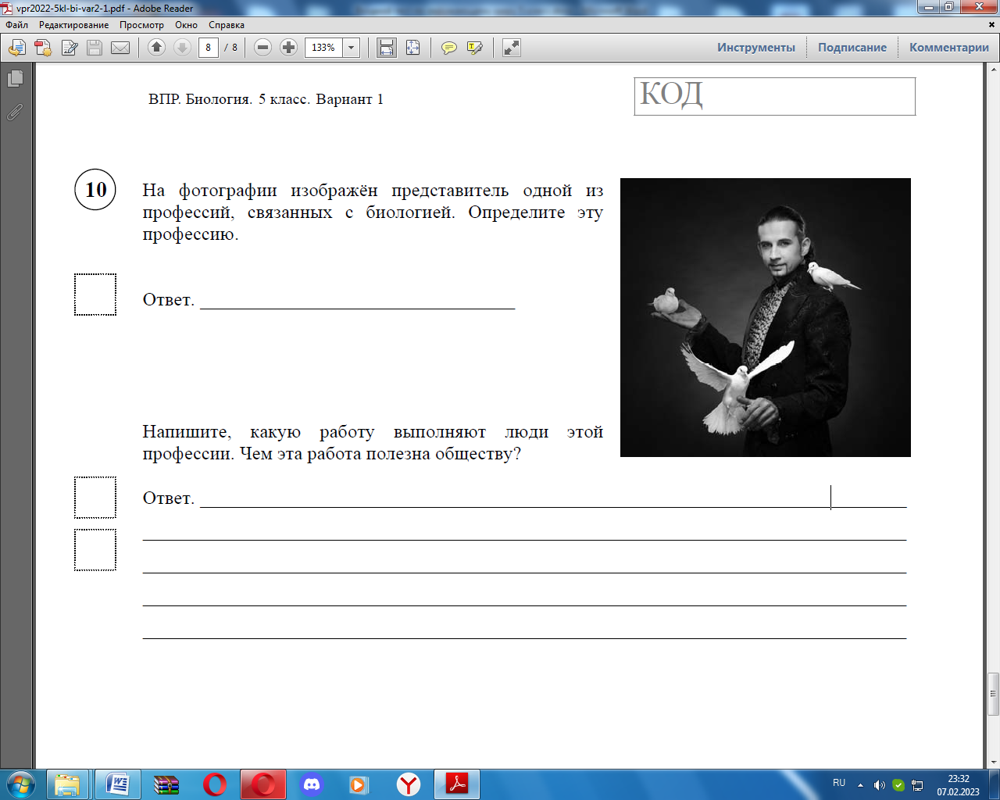 vpr2022-5kl-bi-var2-1.pdf - Adobe Reader
Файл Редактирование Просмотр Окно Справка
8 / 8 133% Инструменты Подписание Комментарии
ВПР. Биология. 5 класс. Вариант 1
КОД
10
На фотографии изображён представитель одной из
профессий, связанных с биологией. Определите эту
профессию.
Ответ.
Напишите, какую работу выполняют люди этой
профессии. Чем эта работа полезна обществу?
Ответ.
RU
23:32
07.02.2023